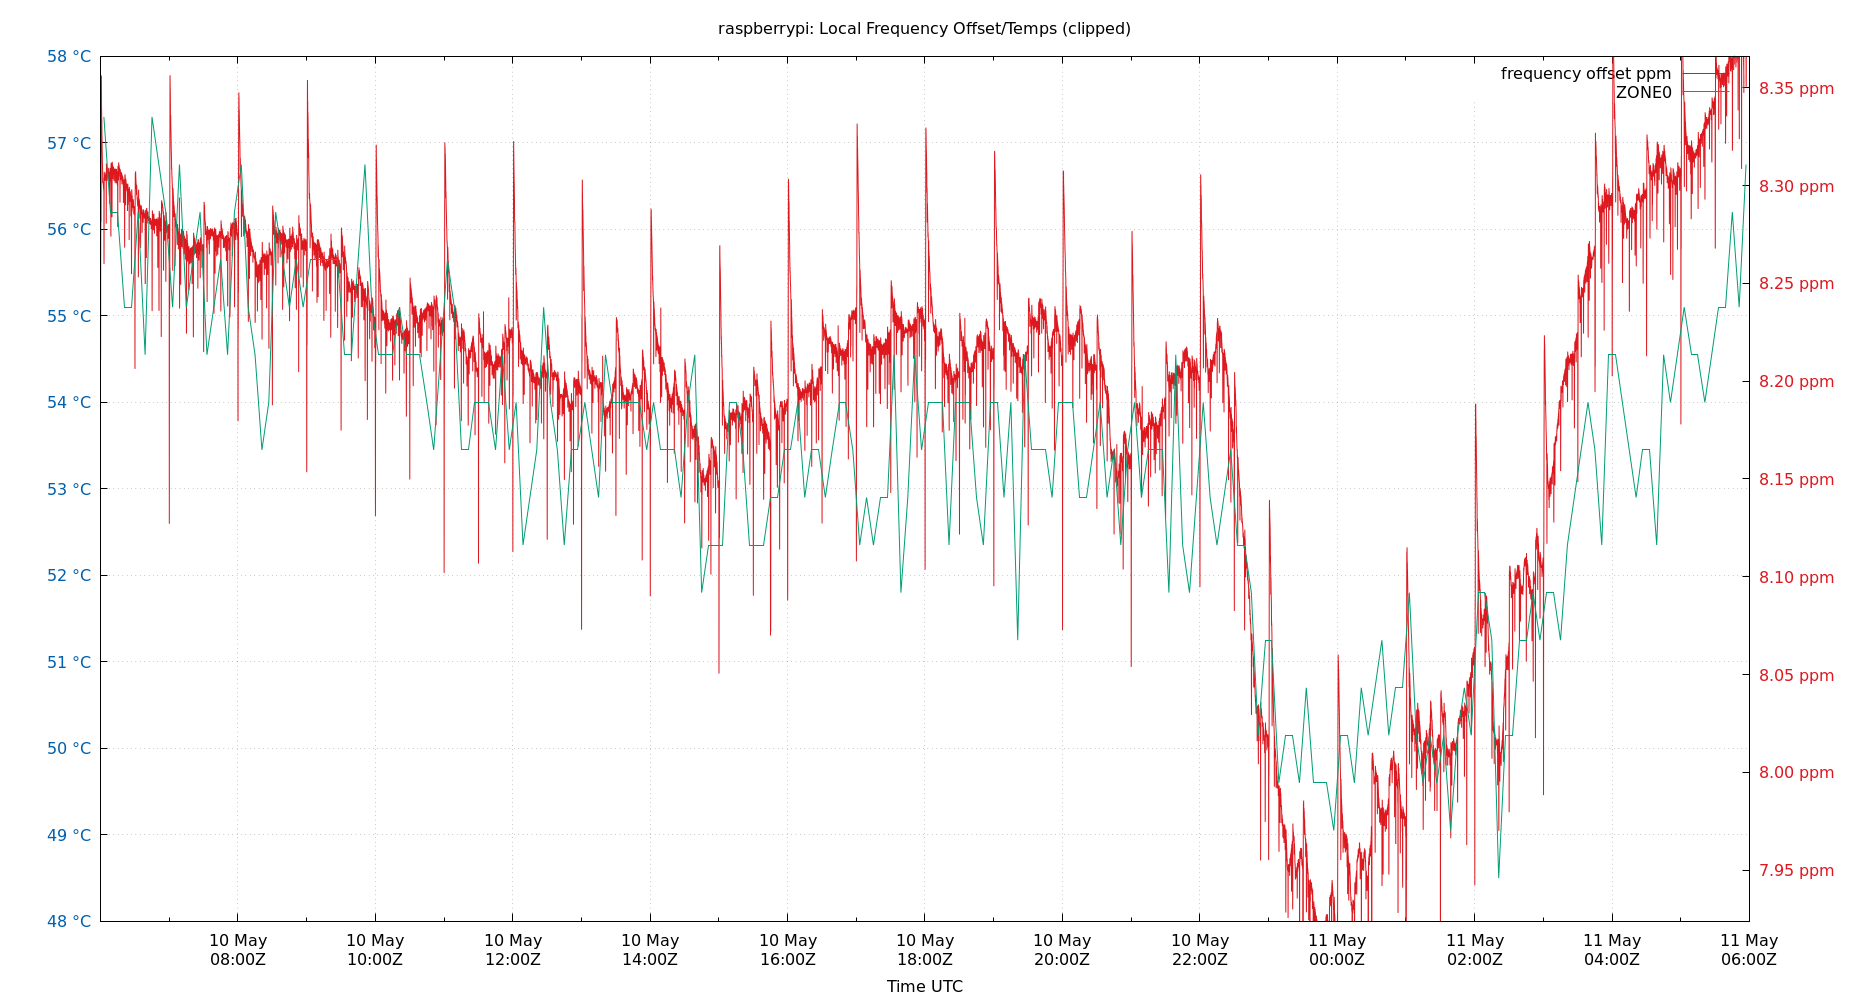 raspberrypi: Local Frequency Offset/Temps (clipped)
frequency offset ppm
ZONE0
58 °C
57 °C
56 °C
55 °C
54 °C
53 °C
52 °C
51 °C
50 °C
49 °C
48 °C
8.35 ppm
8.30 ppm
8.25 ppm
8.20 ppm
8.15 ppm
8.10 ppm
8.05 ppm
8.00 ppm
7.95 ppm
10 May 10 May 10 May 10 May 10 May 10 May 10 May 10 May 11 May 11 May 11 May 11 May
08:00Z 10:00Z 12:00Z 14:00Z 16:00Z 18:00Z 20:00Z 22:00Z 00:00Z 02:00Z 04:00Z 06:00Z
Time UTC